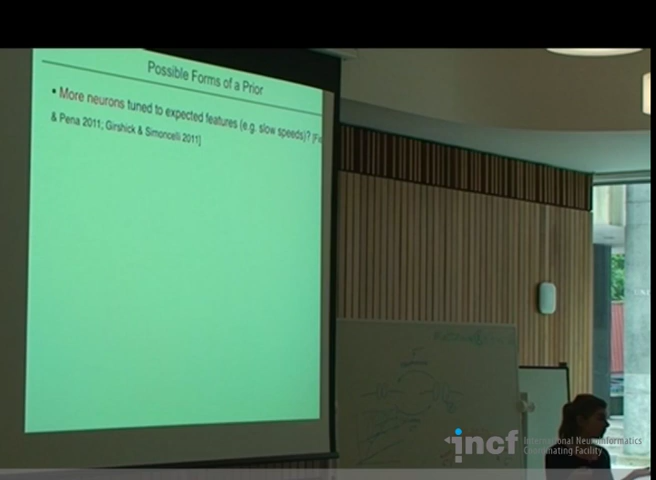 Possible Forms of a Prior
• More neurons tuned to expected features (e.g. slow speeds)?
& Pena 2011; Girshick & Simoncelli 2011]
incf
International Neuroinformatics
Coordinating Facility